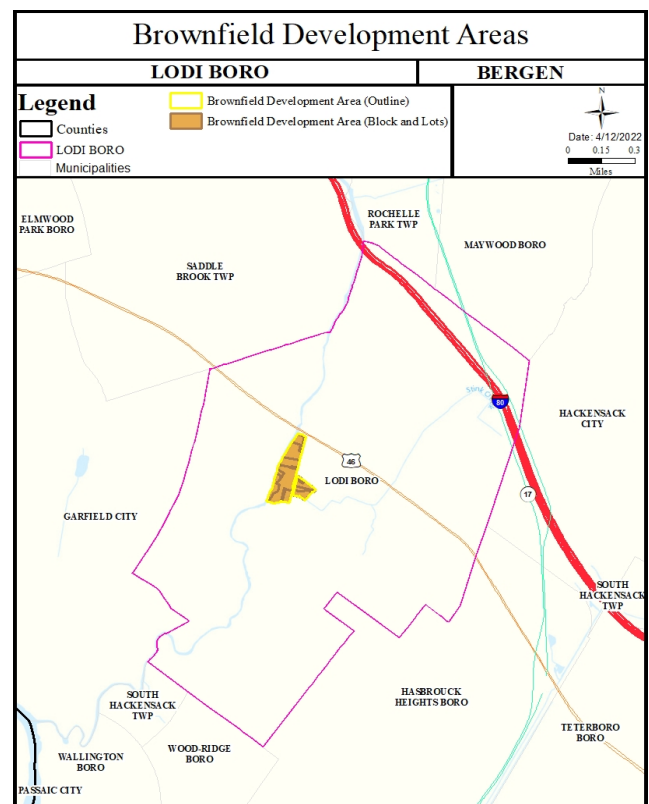 Brownfield Development Areas
LODI BORO
BERGEN
Legend
Counties
LODI BORO
Municipalities
Brownfield Development Area (Outline)
Brownfield Development Area (Block and Lots)
N
Date: 4/12/2022
0 0.15 0.3
Miles
ELMWOOD
PARK BORO
ROCHELLE
PARK TWP
MAYWOOD BORO
SADDLE
BROOK TWP
80
HACKENSACK
CITY
46
LODI BORO
17
GARFIELD CITY
SOUTH
HACKENSACK
TWP
SOUTH
HACKENSACK
TWP
HASBROUCK
HEIGHTS BORO
TETERBORO
BORO
WOOD-RIDGE
BORO
WALLINGTON
BORO
PASSAIC CITY